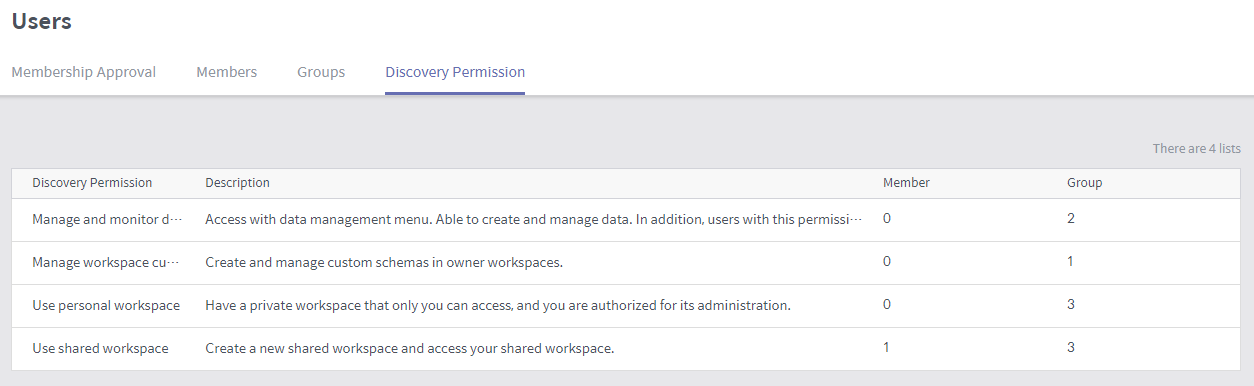 Users
Membership Approval Members Groups Discovery Permission
There are 4 lists
Discovery Permission Description Member Group
Manage and monitor d··· Access with data management menu. Able to create and manage data. In addition, users with this permissi··· 0 2
Manage workspace cu··· Create and manage custom schemas in owner workspaces. 0 1
Use personal workspace Have a private workspace that only you can access, and you are authorized for its administration. 0 3
Use shared workspace Create a new shared workspace and access your shared workspace. 1 3